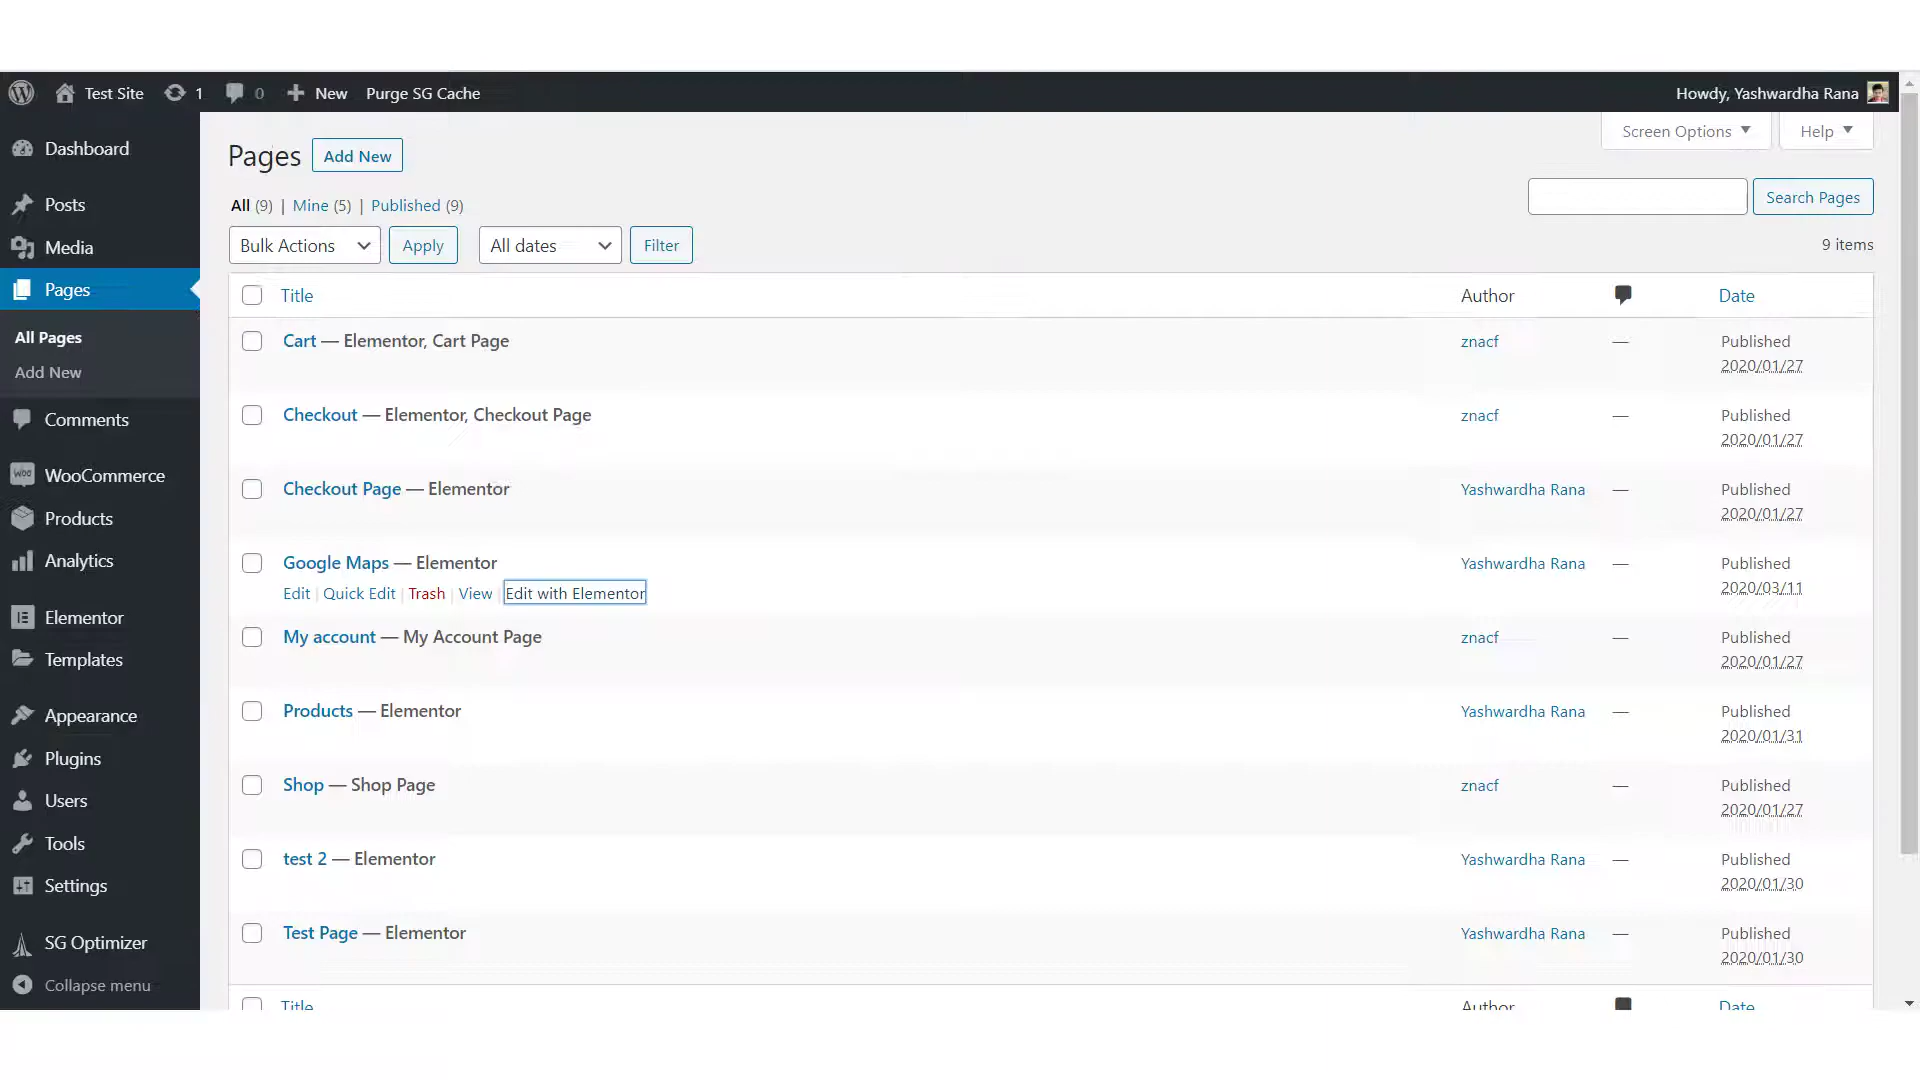 Test Site 1 0 New Purge SG Cache Howdy, Yashwardha Rana
Screen Options Help
Dashboard
Posts
Media
Pages
All Pages
Add New
Comments
WooCommerce
Products
Analytics
Elementor
Templates
Appearance
Plugins
Users
Tools
Settings
SG Optimizer
Collapse menu
Pages Add New
All (9) | Mine (5) | Published (9)
Search Pages
Bulk Actions Apply All dates Filter 9 items
Title Author Date
Cart — Elementor, Cart Page znacf — Published
2020/01/27
Checkout — Elementor, Checkout Page znacf — Published
2020/01/27
Checkout Page — Elementor Yashwardha Rana — Published
2020/01/27
Google Maps — Elementor Yashwardha Rana — Published
2020/03/11
Edit | Quick Edit | Trash | View | Edit with Elementor
My account — My Account Page znacf — Published
2020/01/27
Products — Elementor Yashwardha Rana — Published
2020/01/31
Shop — Shop Page znacf — Published
2020/01/27
test 2 — Elementor Yashwardha Rana — Published
2020/01/30
Test Page — Elementor Yashwardha Rana — Published
2020/01/30
Title Author Date